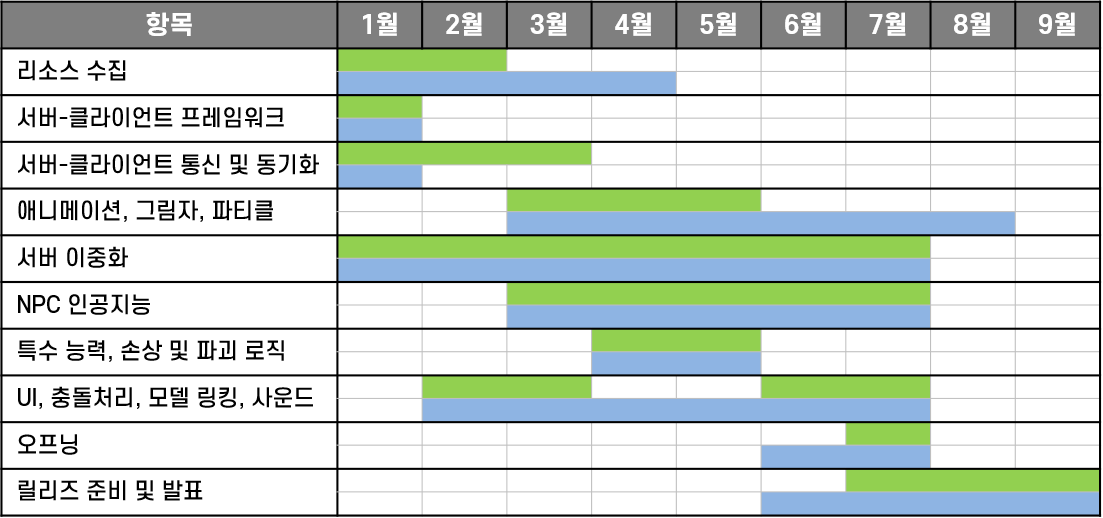 항목 1월 2월 3월 4월 5월 6월 7월 8월 9월
리소스 수집
서버-클라이언트 프레임워크
서버-클라이언트 통신 및 동기화
애니메이션, 그림자, 파티클
서버 이중화
NPC 인공지능
특수 능력, 손상 및 파괴 로직
UI, 충돌처리, 모델 링킹, 사운드
오프닝
릴리즈 준비 및 발표